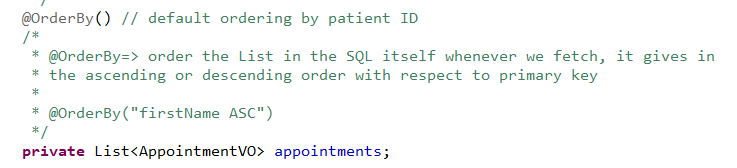 @OrderBy() // default ordering by patient ID
/*
* @OrderBy=> order the List in the SQL itself whenever we fetch, it gives in
* the ascending or descending order with respect to primary key
*
* @OrderBy("firstName ASC")
*/
private List<AppointmentVO> appointments;